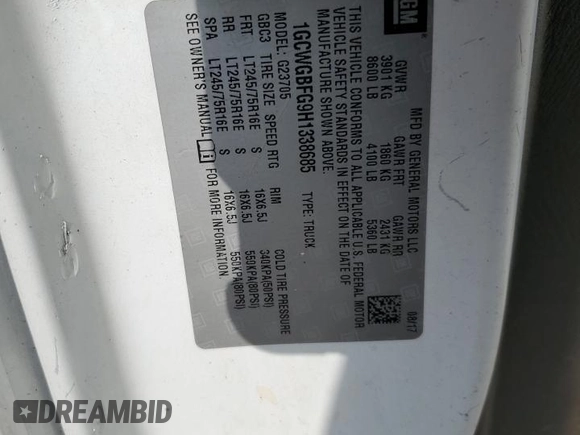 GM
MFD BY GENERAL MOTORS LLC
08/17
GVWR GAWR FRT GAWR RR
3901 KG 1860 KG 2431 KG
8600 LB 4100 LB 5360 LB
THIS VEHICLE CONFORMS TO ALL APPLICABLE U.S. FEDERAL MOTOR
VEHICLE SAFETY STANDARDS IN EFFECT ON THE DATE OF
MANUFACTURE SHOWN ABOVE.
1GCWGBFG9H1338685 TYPE: TRUCK
GBC3 G23705
TIRE SIZE SPEED RTG RIM COLD TIRE PRESSURE
FRT LT245/75R16E S 16X6.5J 340KPA(50PSI)
RR LT245/75R16E S 16X6.5J 550KPA(80PSI)
SPA LT245/75R16E S 16X6.5J 550KPA(80PSI)
SEE OWNER'S MANUAL FOR MORE INFORMATION
DREAMBID